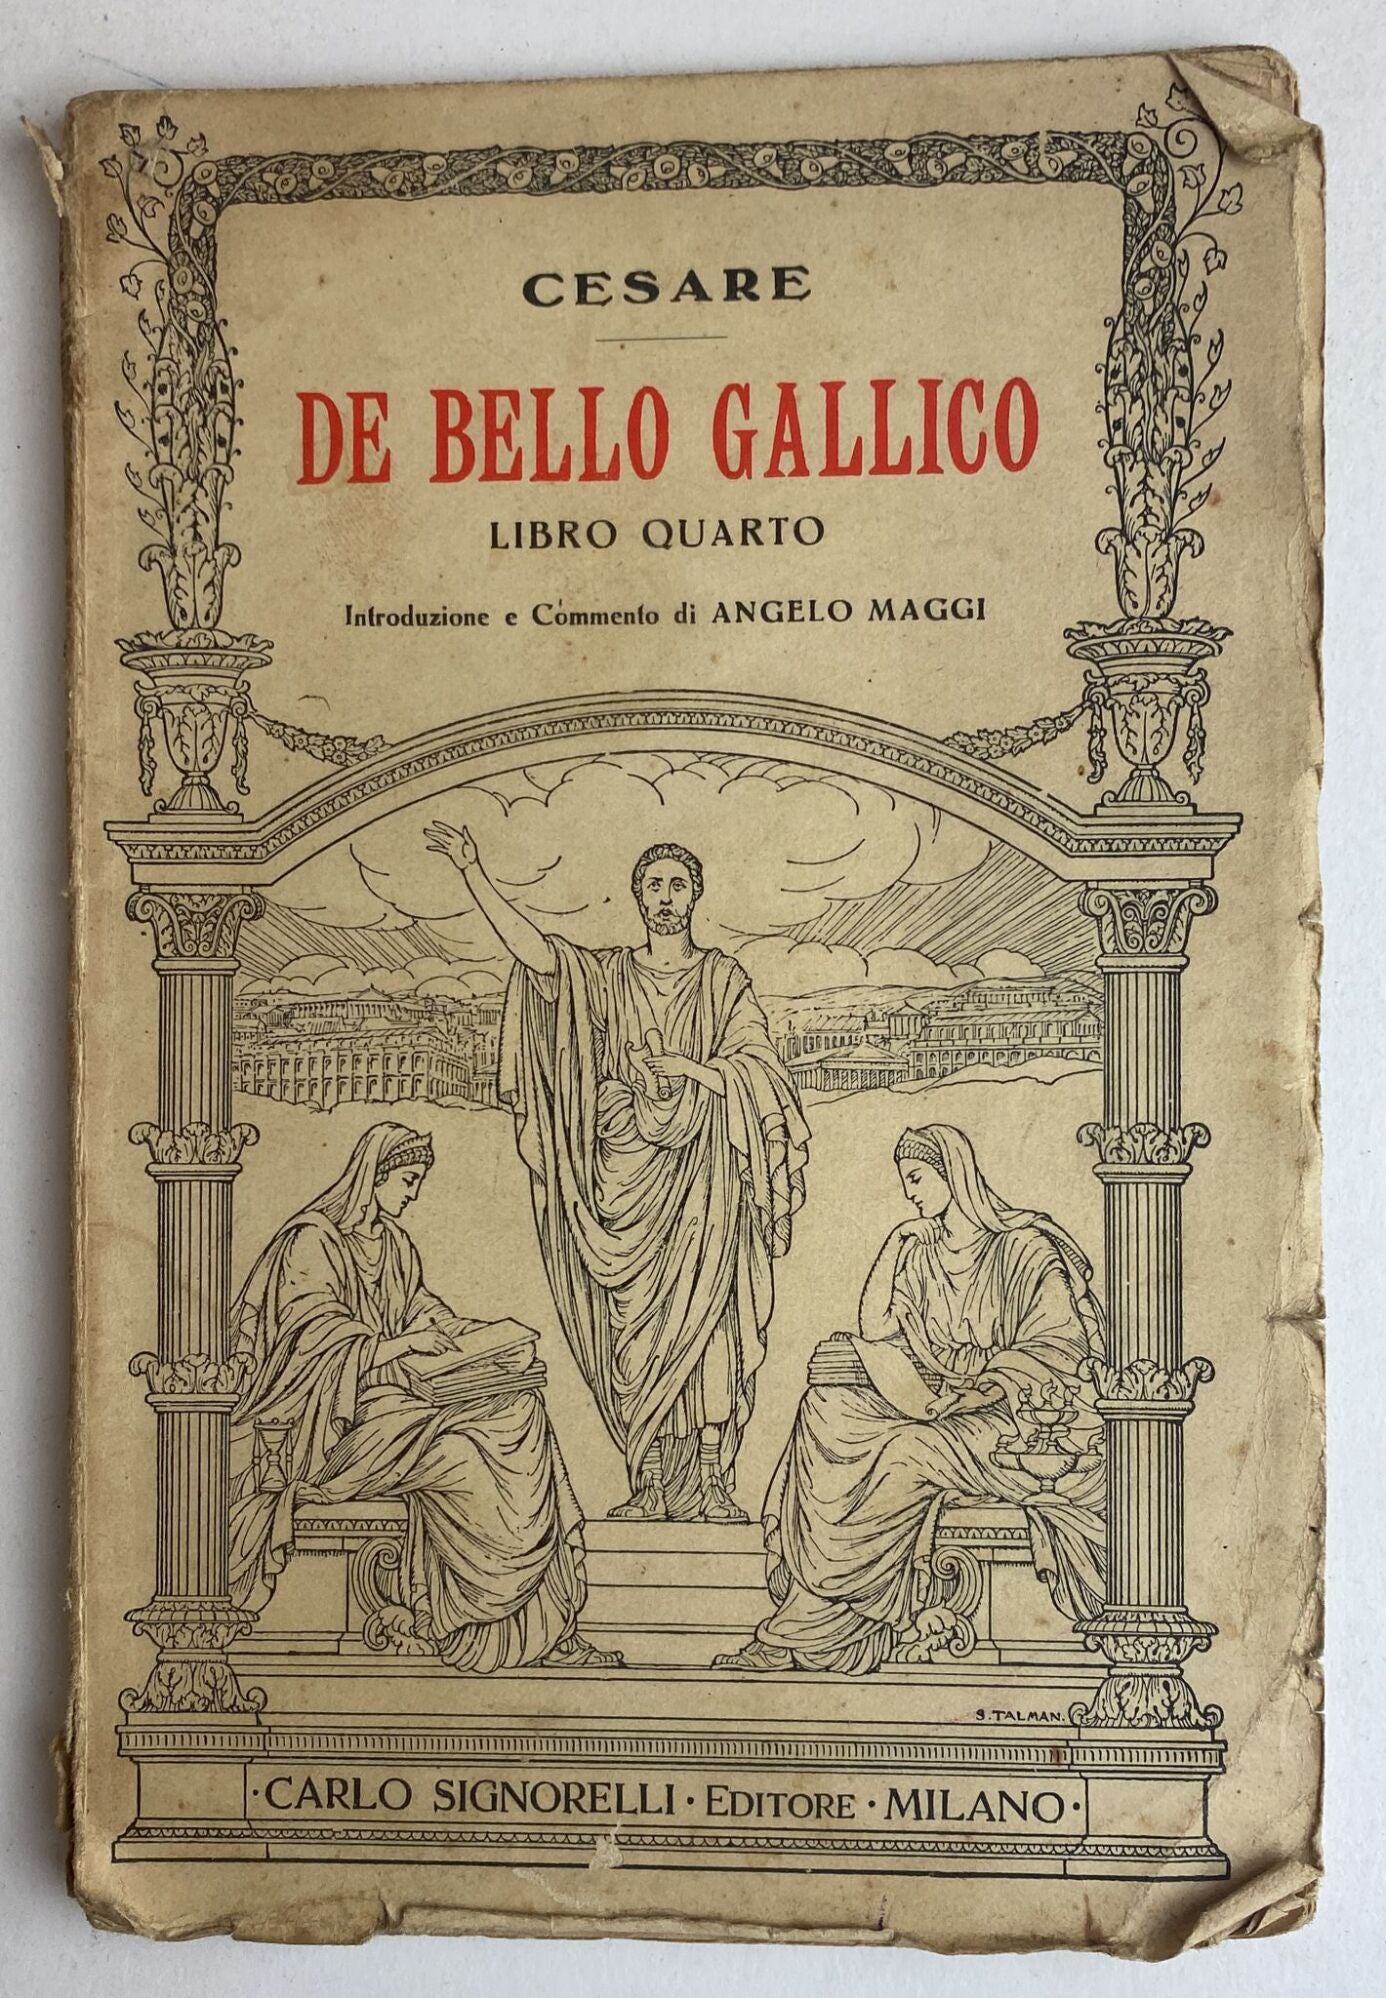 CESARE
DE BELLO GALLICO
LIBRO QUARTO
Introduzione e Commento di ANGELO MAGGI
S. TALMAN.
· CARLO SIGNORELLI · EDITORE · MILANO ·